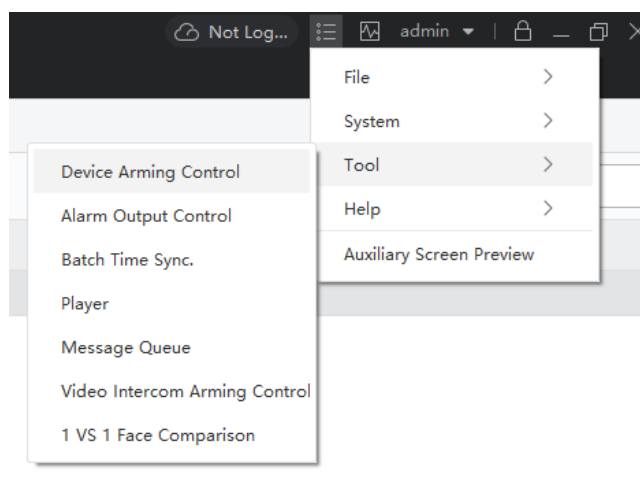 Not Log...
admin
File
System
Tool
Help
Auxiliary Screen Preview
Device Arming Control
Alarm Output Control
Batch Time Sync.
Player
Message Queue
Video Intercom Arming Control
1 VS 1 Face Comparison